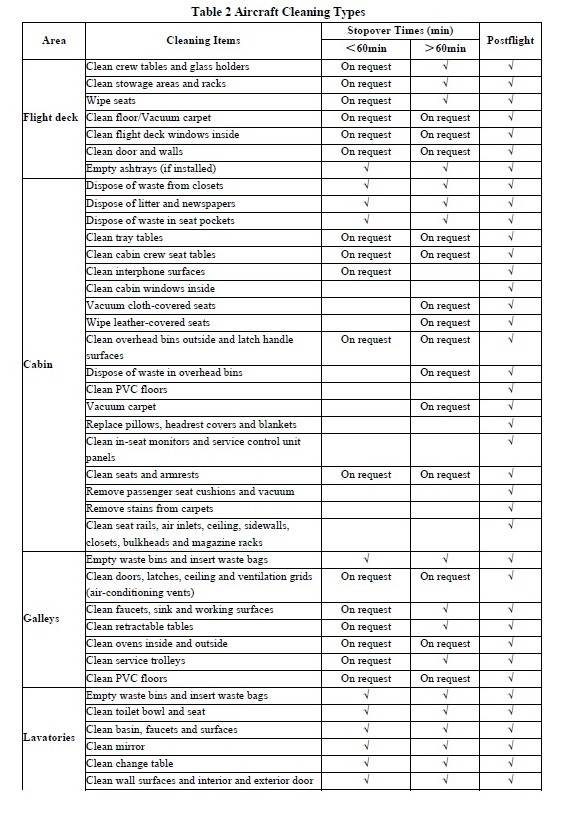 Table 2 Aircraft Cleaning Types
Area Cleaning Items Stopover Times (min) Postflight
<60min >60min
Flight deck
Clean crew tables and glass holders On request √ √
Clean stowage areas and racks On request √ √
Wipe seats On request √ √
Clean floor/Vacuum carpet On request On request √
Clean flight deck windows inside On request On request √
Clean door and walls On request On request √
Empty ashtrays (if installed) √ √ √
Cabin
Dispose of waste from closets √ √ √
Dispose of litter and newspapers √ √ √
Dispose of waste in seat pockets √ √ √
Clean tray tables On request On request √
Clean cabin crew seat tables On request On request √
Clean interphone surfaces On request √
Clean cabin windows inside √
Vacuum cloth-covered seats On request √
Wipe leather-covered seats On request √
Clean overhead bins outside and latch handle On request On request √
surfaces
Dispose of waste in overhead bins On request √
Clean PVC floors √
Vacuum carpet On request √
Replace pillows, headrest covers and blankets √
Clean in-seat monitors and service control unit √
panels
Clean seats and armrests On request On request √
Remove passenger seat cushions and vacuum √
Remove stains from carpets √
Clean seat rails, air inlets, ceiling, sidewalls, √
closets, bulkheads and magazine racks
Galleys
Empty waste bins and insert waste bags √ √ √
Clean doors, latches, ceiling and ventilation grids On request On request √
(air-conditioning vents)
Clean faucets, sink and working surfaces On request √ √
Clean retractable tables On request √ √
Clean ovens inside and outside On request On request √
Clean service trolleys On request √ √
Clean PVC floors On request On request √
Lavatories
Empty waste bins and insert waste bags √ √ √
Clean toilet bowl and seat √ √ √
Clean basin, faucets and surfaces √ √ √
Clean mirror √ √ √
Clean change table √ √ √
Clean wall surfaces and interior and exterior door √ √ √